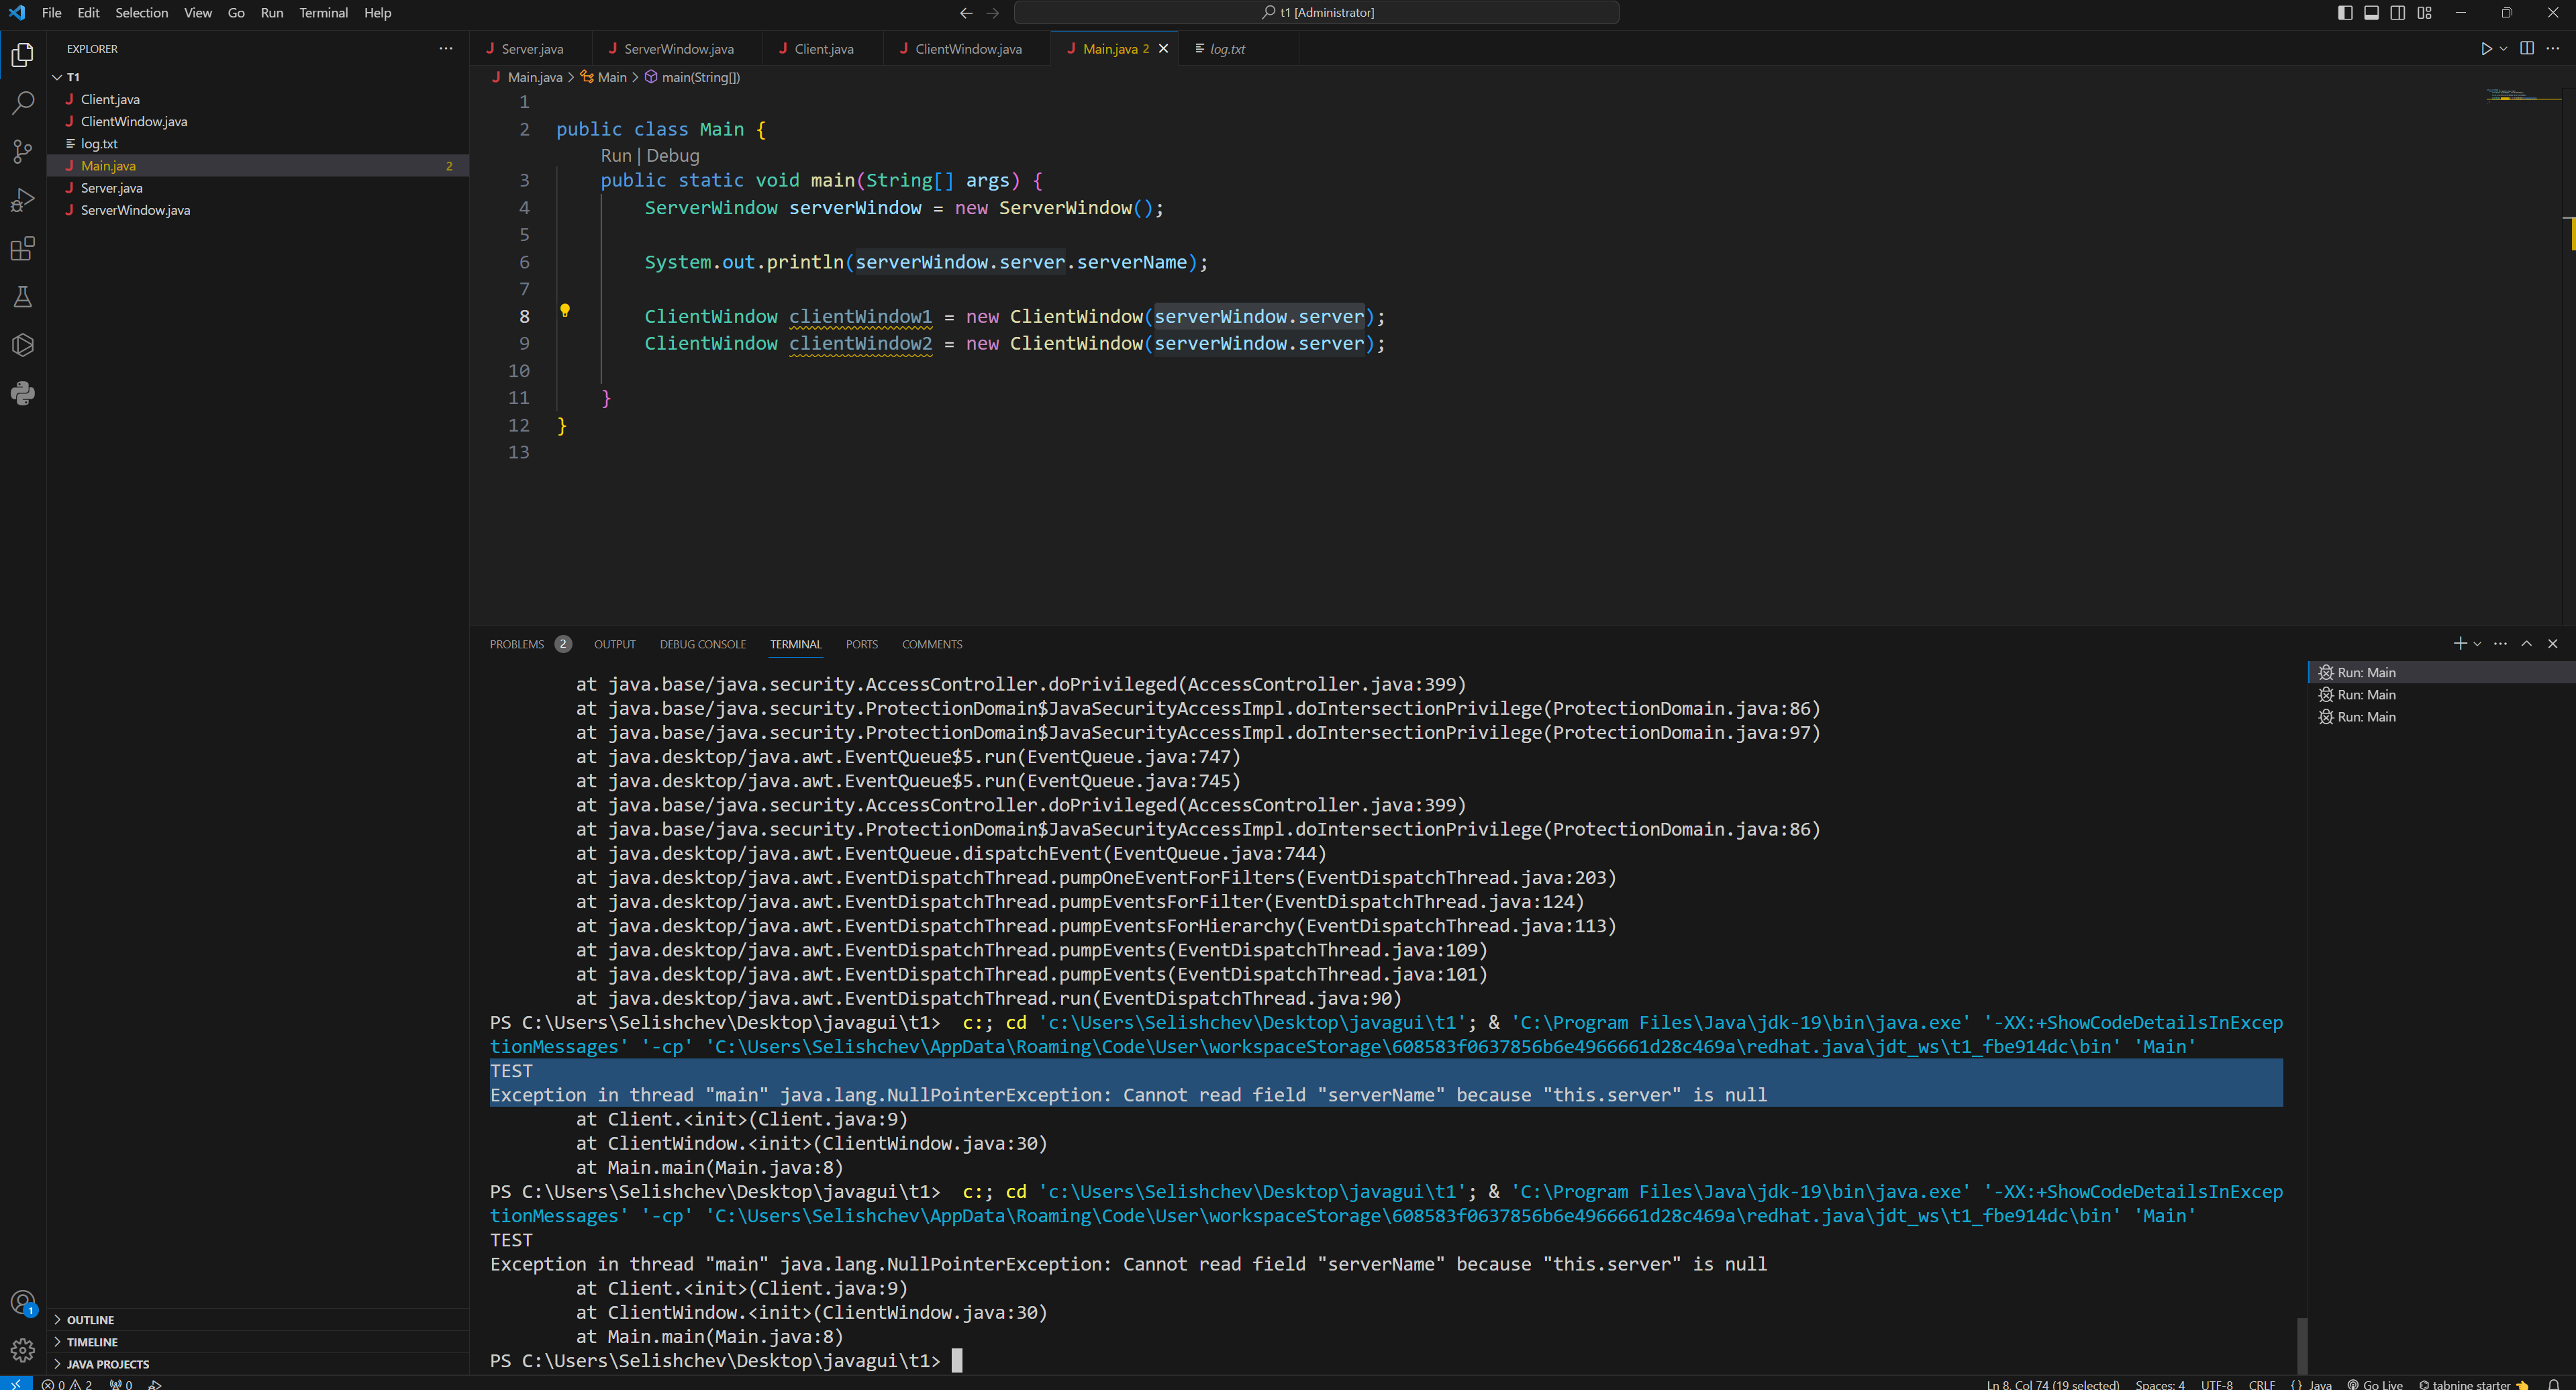 File Edit Selection View Go Run Terminal Help
t1 [Administrator]
EXPLORER
T1
Client.java
ClientWindow.java
log.txt
Main.java 2
Server.java
ServerWindow.java
OUTLINE
TIMELINE
JAVA PROJECTS
Server.java ServerWindow.java Client.java ClientWindow.java Main.java 2 log.txt
Main.java > Main > main(String[])
1
2 public class Main {
Run | Debug
3 public static void main(String[] args) {
4 ServerWindow serverWindow = new ServerWindow();
5
6 System.out.println(serverWindow.server.serverName);
7
8 ClientWindow clientWindow1 = new ClientWindow(serverWindow.server);
9 ClientWindow clientWindow2 = new ClientWindow(serverWindow.server);
10
11 }
12 }
13
PROBLEMS 2 OUTPUT DEBUG CONSOLE TERMINAL PORTS COMMENTS
at java.base/java.security.AccessController.doPrivileged(AccessController.java:399)
at java.base/java.security.ProtectionDomain$JavaSecurityAccessImpl.doIntersectionPrivilege(ProtectionDomain.java:86)
at java.base/java.security.ProtectionDomain$JavaSecurityAccessImpl.doIntersectionPrivilege(ProtectionDomain.java:97)
at java.desktop/java.awt.EventQueue$5.run(EventQueue.java:747)
at java.desktop/java.awt.EventQueue$5.run(EventQueue.java:745)
at java.base/java.security.AccessController.doPrivileged(AccessController.java:399)
at java.base/java.security.ProtectionDomain$JavaSecurityAccessImpl.doIntersectionPrivilege(ProtectionDomain.java:86)
at java.desktop/java.awt.EventQueue.dispatchEvent(EventQueue.java:744)
at java.desktop/java.awt.EventDispatchThread.pumpOneEventForFilters(EventDispatchThread.java:203)
at java.desktop/java.awt.EventDispatchThread.pumpEventsForFilter(EventDispatchThread.java:124)
at java.desktop/java.awt.EventDispatchThread.pumpEventsForHierarchy(EventDispatchThread.java:113)
at java.desktop/java.awt.EventDispatchThread.pumpEvents(EventDispatchThread.java:109)
at java.desktop/java.awt.EventDispatchThread.pumpEvents(EventDispatchThread.java:101)
at java.desktop/java.awt.EventDispatchThread.run(EventDispatchThread.java:90)
PS C:\Users\Selishchev\Desktop\javagui\t1> c:; cd 'c:\Users\Selishchev\Desktop\javagui\t1'; & 'C:\Program Files\Java\jdk-19\bin\java.exe' '-XX:+ShowCodeDetailsInExcep
tionMessages' '-cp' 'C:\Users\Selishchev\AppData\Roaming\Code\User\workspaceStorage\608583f0637856b6e4966661d28c469a\redhat.java\jdt_ws\t1_fbe914dc\bin' 'Main'
TEST
Exception in thread "main" java.lang.NullPointerException: Cannot read field "serverName" because "this.server" is null
at Client.<init>(Client.java:9)
at ClientWindow.<init>(ClientWindow.java:30)
at Main.main(Main.java:8)
PS C:\Users\Selishchev\Desktop\javagui\t1> c:; cd 'c:\Users\Selishchev\Desktop\javagui\t1'; & 'C:\Program Files\Java\jdk-19\bin\java.exe' '-XX:+ShowCodeDetailsInExcep
tionMessages' '-cp' 'C:\Users\Selishchev\AppData\Roaming\Code\User\workspaceStorage\608583f0637856b6e4966661d28c469a\redhat.java\jdt_ws\t1_fbe914dc\bin' 'Main'
TEST
Exception in thread "main" java.lang.NullPointerException: Cannot read field "serverName" because "this.server" is null
at Client.<init>(Client.java:9)
at ClientWindow.<init>(ClientWindow.java:30)
at Main.main(Main.java:8)
PS C:\Users\Selishchev\Desktop\javagui\t1>
Run: Main
Run: Main
Run: Main
1
0 2 0 Ln 8, Col 74 (19 selected) Spaces: 4 UTF-8 CRLF {} Java Go Live tabnine starter